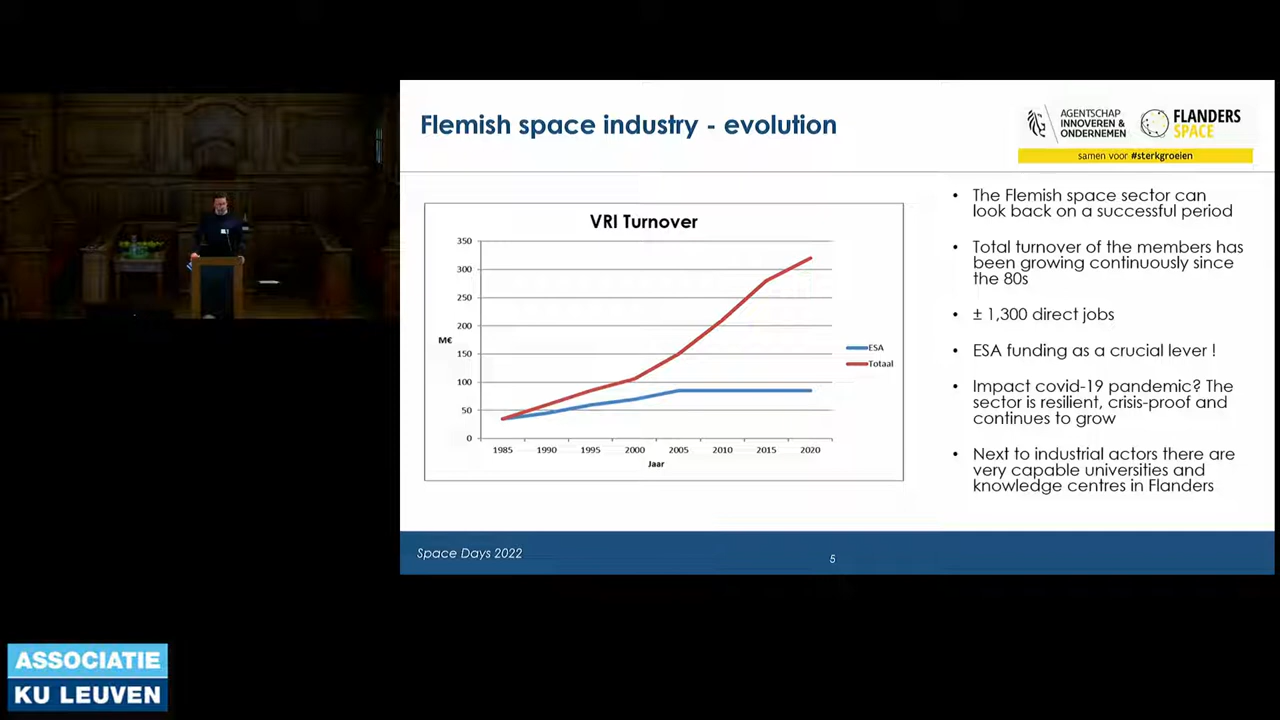 Flemish space industry - evolution
AGENTSCHAP
INNOVEREN &
ONDERNEMEN
FLANDERS
SPACE
samen voor #sterkgroeien
VRI Turnover
350
300
250
200
150
100
50
0
M€
1985 1990 1995 2000 2005 2010 2015 2020
Jaar
ESA
Totaal
• The Flemish space sector can
look back on a successful period
• Total turnover of the members has
been growing continuously since
the 80s
• ± 1,300 direct jobs
• ESA funding as a crucial lever !
• Impact covid-19 pandemic? The
sector is resilient, crisis-proof and
continues to grow
• Next to industrial actors there are
very capable universities and
knowledge centres in Flanders
Space Days 2022
5
ASSOCIATIE
KU LEUVEN